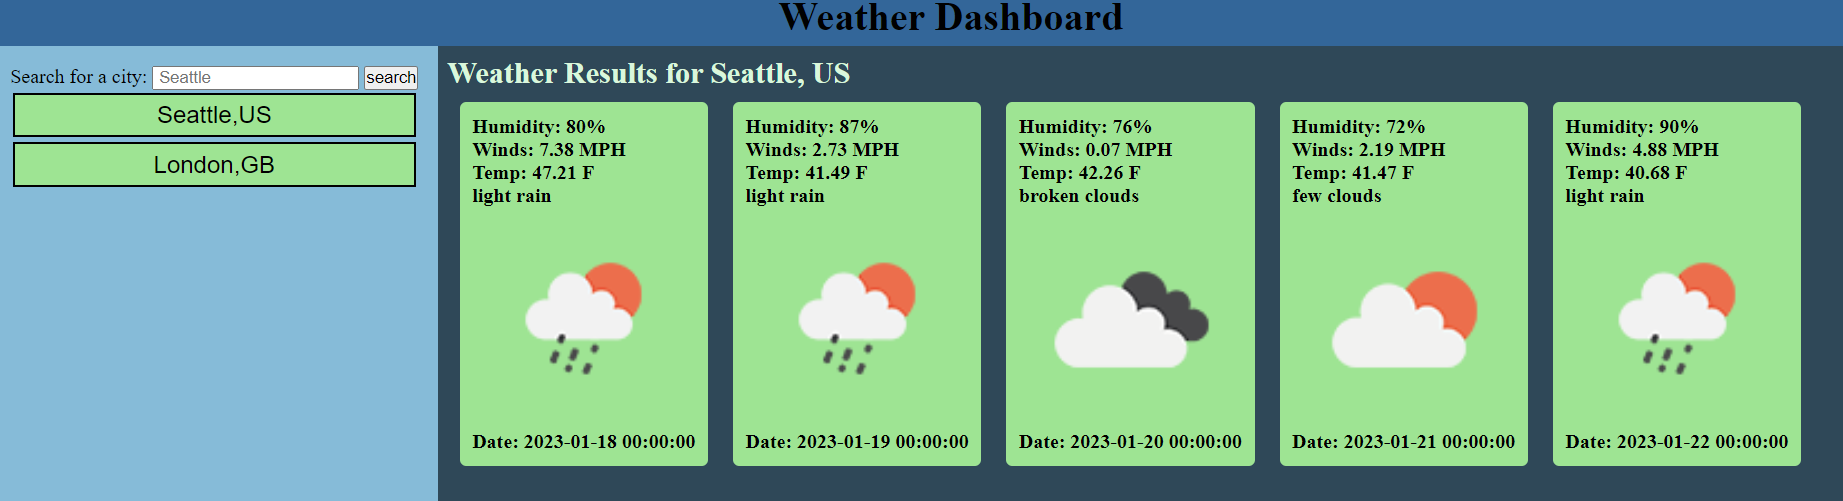 Weather Dashboard
Search for a city: Seattle search
Seattle,US
London,GB
Weather Results for Seattle, US
Humidity: 80%
Winds: 7.38 MPH
Temp: 47.21 F
light rain
Date: 2023-01-18 00:00:00
Humidity: 87%
Winds: 2.73 MPH
Temp: 41.49 F
light rain
Date: 2023-01-19 00:00:00
Humidity: 76%
Winds: 0.07 MPH
Temp: 42.26 F
broken clouds
Date: 2023-01-20 00:00:00
Humidity: 72%
Winds: 2.19 MPH
Temp: 41.47 F
few clouds
Date: 2023-01-21 00:00:00
Humidity: 90%
Winds: 4.88 MPH
Temp: 40.68 F
light rain
Date: 2023-01-22 00:00:00